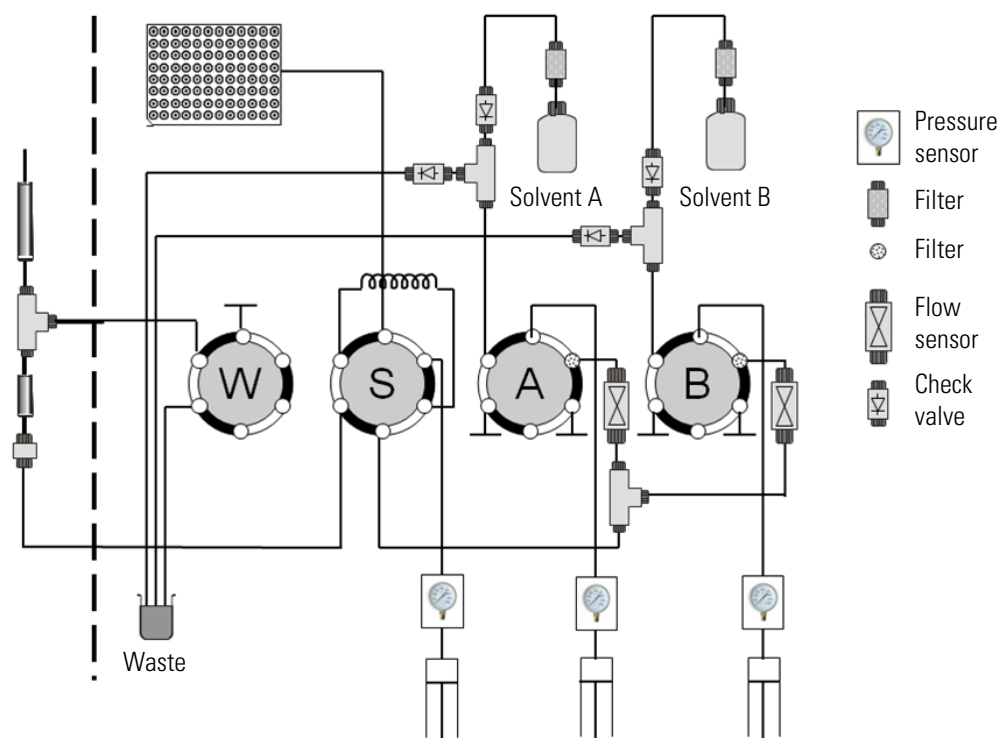 Solvent A
Solvent B
W
S
A
B
Waste
Pressure
sensor
Filter
Filter
Flow
sensor
Check
valve